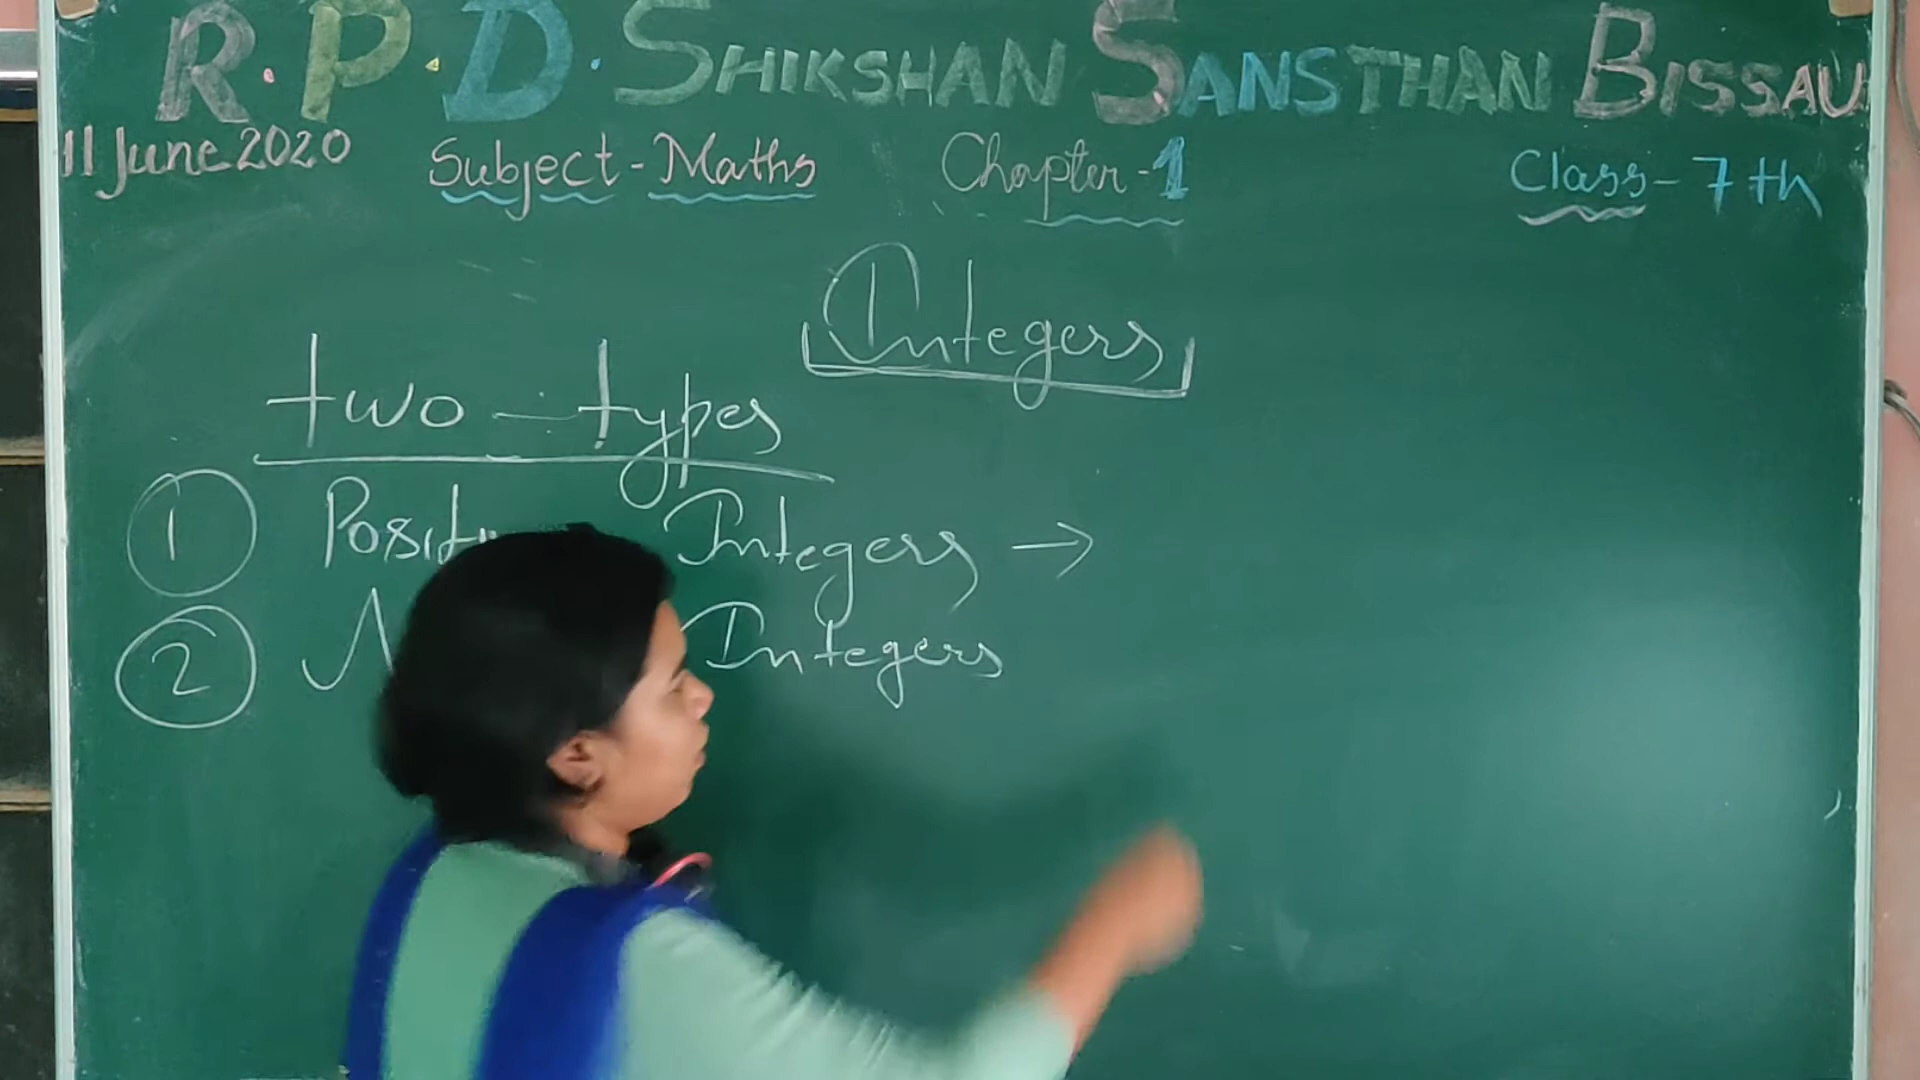 R.P.D. SHIKSHAN SANSTHAN BISSAU
11 June 2020 Subject - Maths Chapter - 1 Class - 7th
Integers
two - types
1 Integers →
2 Integers